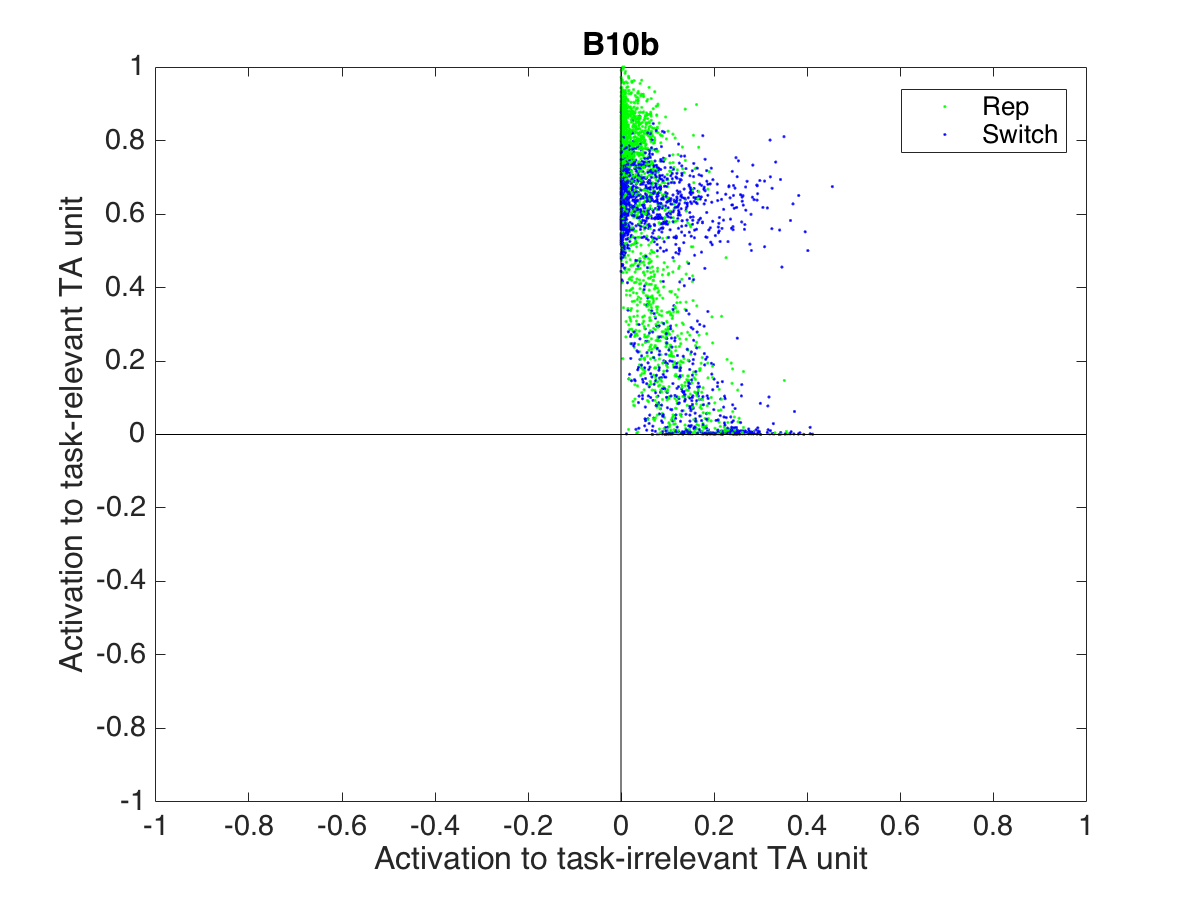 B10b
Rep
Switch
Activation to task-relevant TA unit
1
0.8
0.6
0.4
0.2
0
-0.2
-0.4
-0.6
-0.8
-1
-1 -0.8 -0.6 -0.4 -0.2 0 0.2 0.4 0.6 0.8 1
Activation to task-irrelevant TA unit